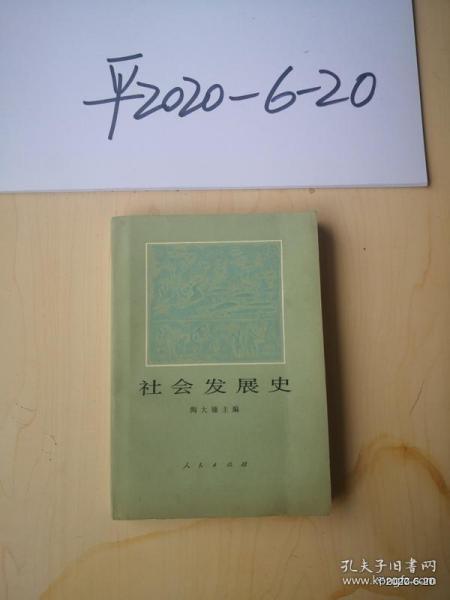 平2020-6-20
社会发展史
陶大镛主编
人民出版社
孔夫子旧书网